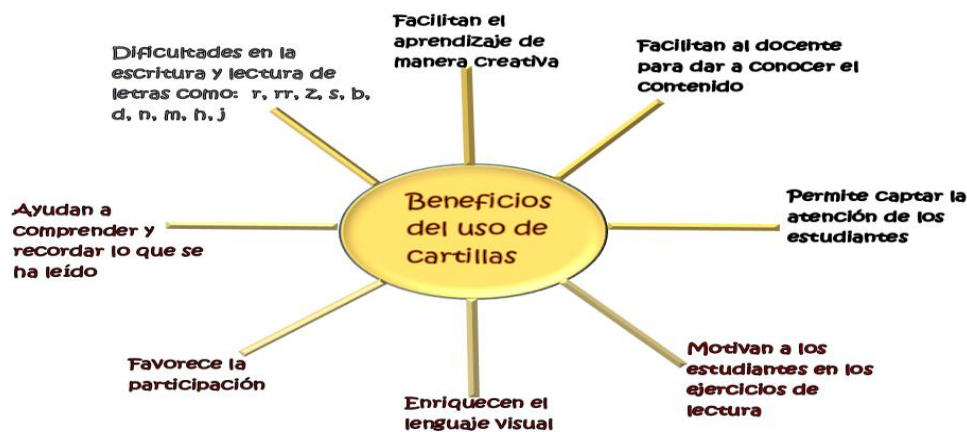 Facilitan el
aprendizaje de
manera creativa
Facilitan al docente
para dar a conocer el
contenido
Permite captar la
atención de los
estudiantes
Motivan a los
estudiantes en los
ejercicios de
lectura
Enriquecen el
lenguaje visual
Favorece la
participación
Ayudan a
comprender y
recordar lo que se
ha leído
Dificultades en la
escritura y lectura de
letras como: r, rr, z, s, b,
d, n, m, h, j
Beneficios
del uso de
cartillas